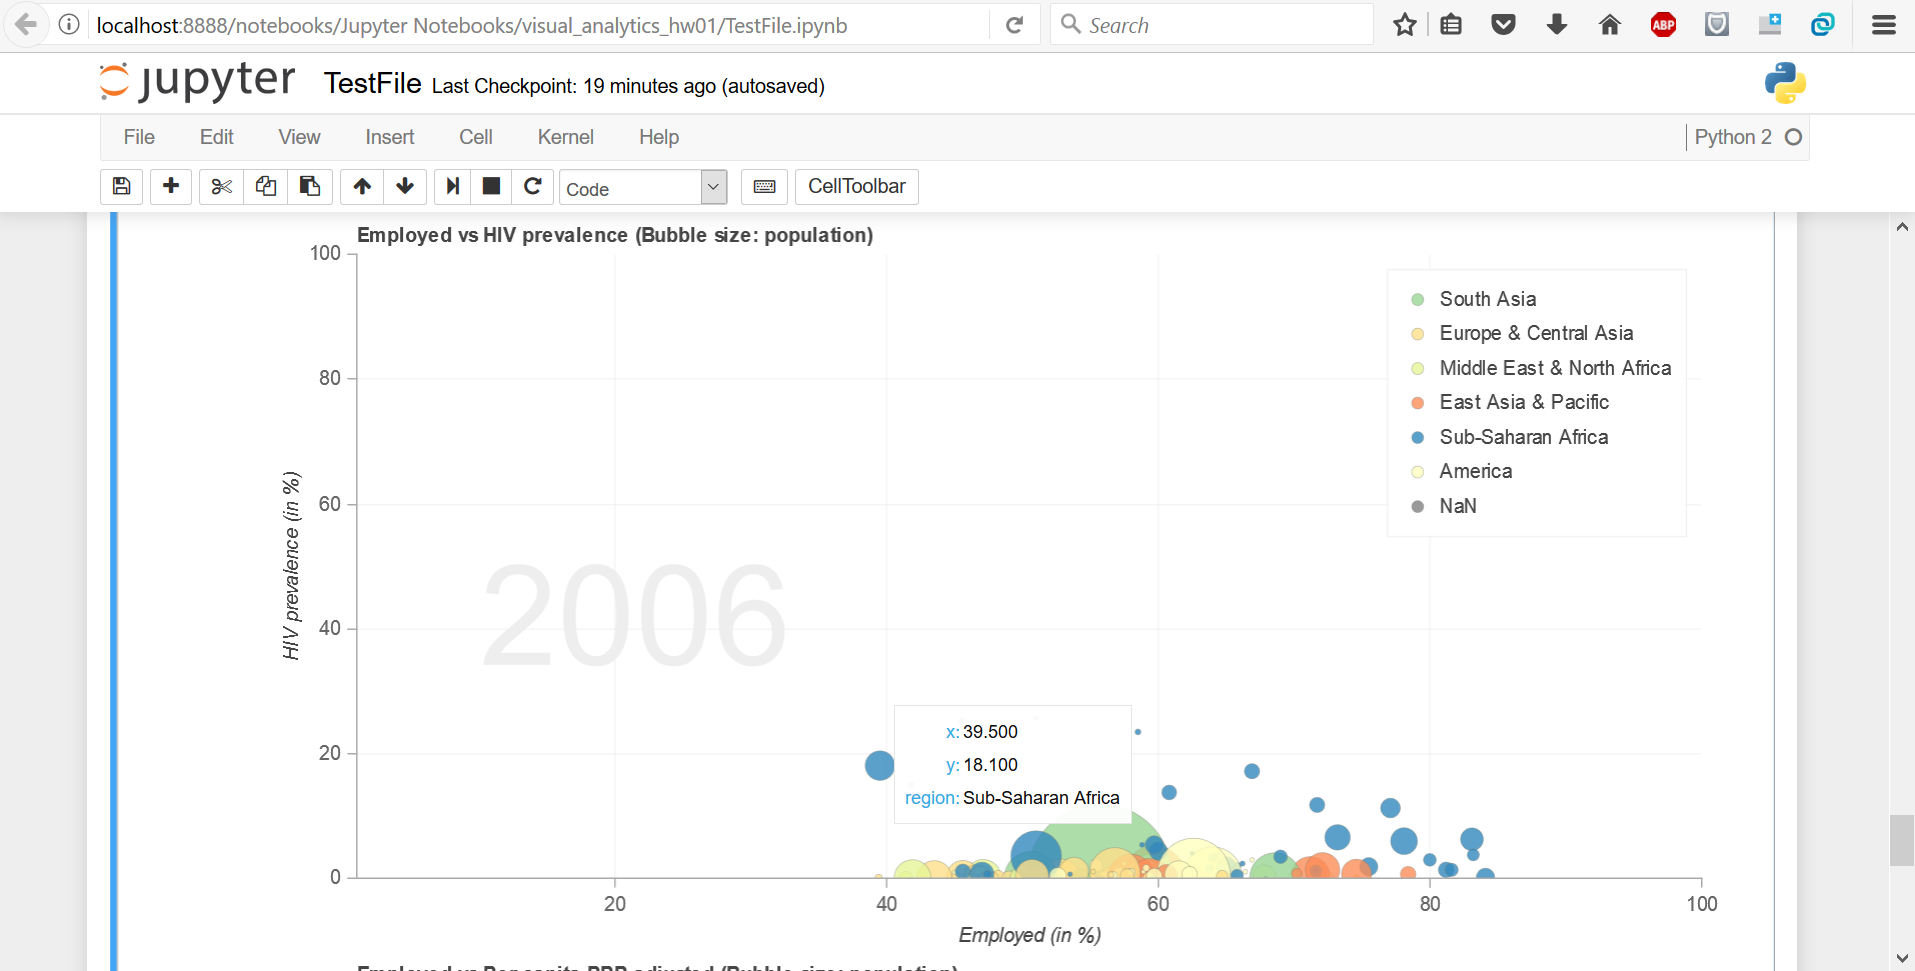 localhost:8888/notebooks/Jupyter Notebooks/visual_analytics_hw01/TestFile.ipynb
Search
ABP
jupyter TestFile Last Checkpoint: 19 minutes ago (autosaved)
File Edit View Insert Cell Kernel Help
Python 2
Code
CellToolbar
Employed vs HIV prevalence (Bubble size: population)
100
80
60
40
20
0
HIV prevalence (in %)
South Asia
Europe & Central Asia
Middle East & North Africa
East Asia & Pacific
Sub-Saharan Africa
America
NaN
2006
x: 39.500
y: 18.100
region: Sub-Saharan Africa
20 40 60 80 100
Employed (in %)